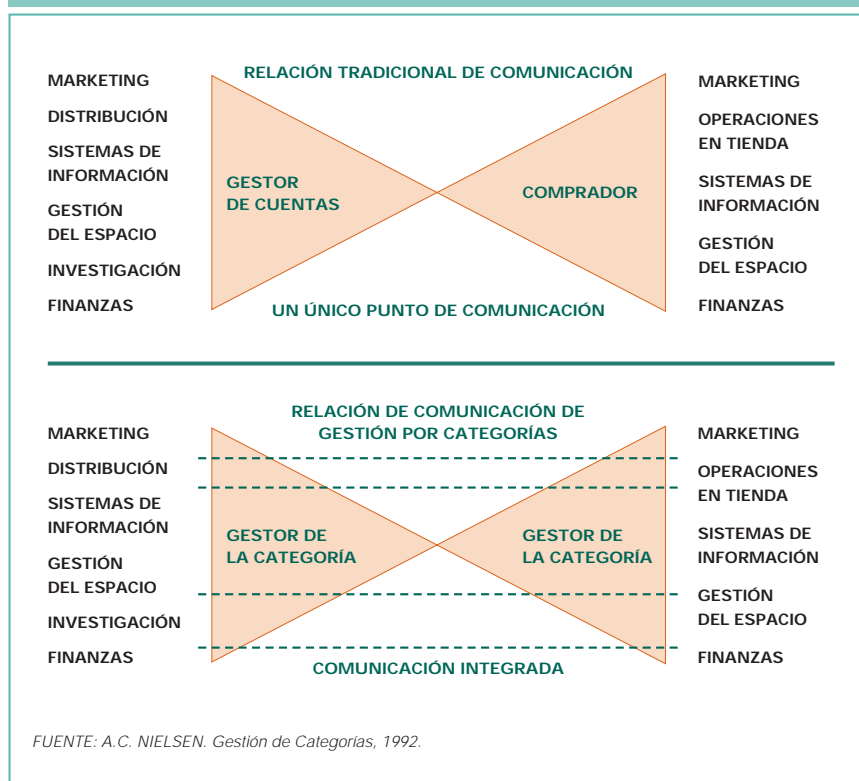 RELACIÓN TRADICIONAL DE COMUNICACIÓN
MARKETING
DISTRIBUCIÓN
SISTEMAS DE
INFORMACIÓN
GESTIÓN
DEL ESPACIO
INVESTIGACIÓN
FINANZAS
GESTOR
DE CUENTAS
COMPRADOR
MARKETING
OPERACIONES
EN TIENDA
SISTEMAS DE
INFORMACIÓN
GESTIÓN
DEL ESPACIO
FINANZAS
UN ÚNICO PUNTO DE COMUNICACIÓN
RELACIÓN DE COMUNICACIÓN DE
GESTIÓN POR CATEGORÍAS
MARKETING
DISTRIBUCIÓN
SISTEMAS DE
INFORMACIÓN
GESTIÓN
DEL ESPACIO
INVESTIGACIÓN
FINANZAS
GESTOR DE
LA CATEGORÍA
GESTOR DE
LA CATEGORÍA
MARKETING
OPERACIONES
EN TIENDA
SISTEMAS DE
INFORMACIÓN
GESTIÓN
DEL ESPACIO
FINANZAS
COMUNICACIÓN INTEGRADA
FUENTE: A.C. NIELSEN. Gestión de Categorías, 1992.